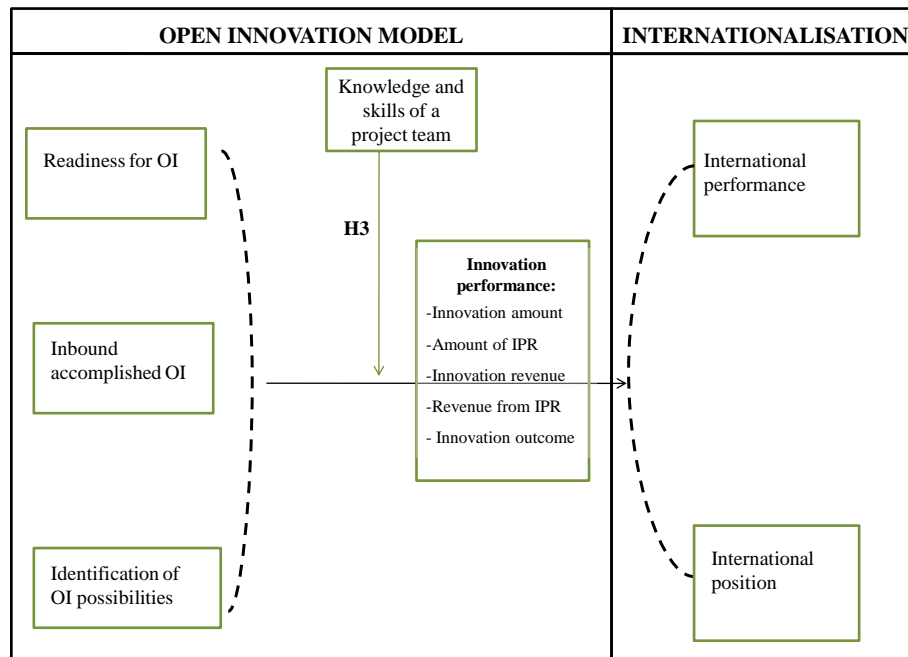 OPEN INNOVATION MODEL
INTERNATIONALISATION
Knowledge and
skills of a
project team
Readiness for OI
International
performance
H3
Innovation
performance:
-Innovation amount
-Amount of IPR
-Innovation revenue
-Revenue from IPR
- Innovation outcome
Inbound
accomplished OI
Identification of
OI possibilities
International
position